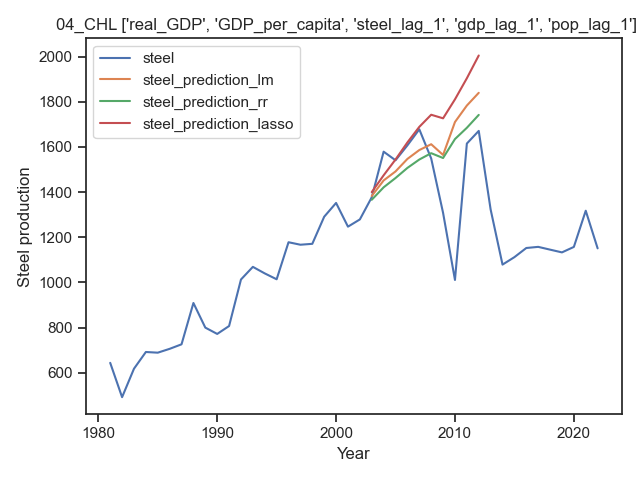 04_CHL ['real_GDP', 'GDP_per_capita', 'steel_lag_1', 'gdp_lag_1', 'pop_lag_1']
steel
steel_prediction_lm
steel_prediction_rr
steel_prediction_lasso
2000
1800
1600
1400
1200
1000
800
600
Steel production
1980
1990
2000
2010
2020
Year